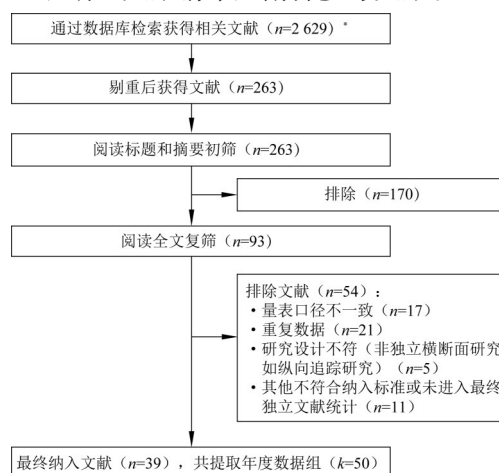 通过数据库检索获得相关文献（n=2 629）*
剔重后获得文献（n=263）
阅读标题和摘要初筛（n=263）
排除（n=170）
阅读全文复筛（n=93）
排除文献（n=54）：
・量表口径不一致（n=17）
・重复数据（n=21）
・研究设计不符（非独立横断面研究
如纵向追踪研究）（n=5）
・其他不符合纳入标准或未进入最终
独立文献统计（n=11）
最终纳入文献（n=39），共提取年度数据组（k=50）